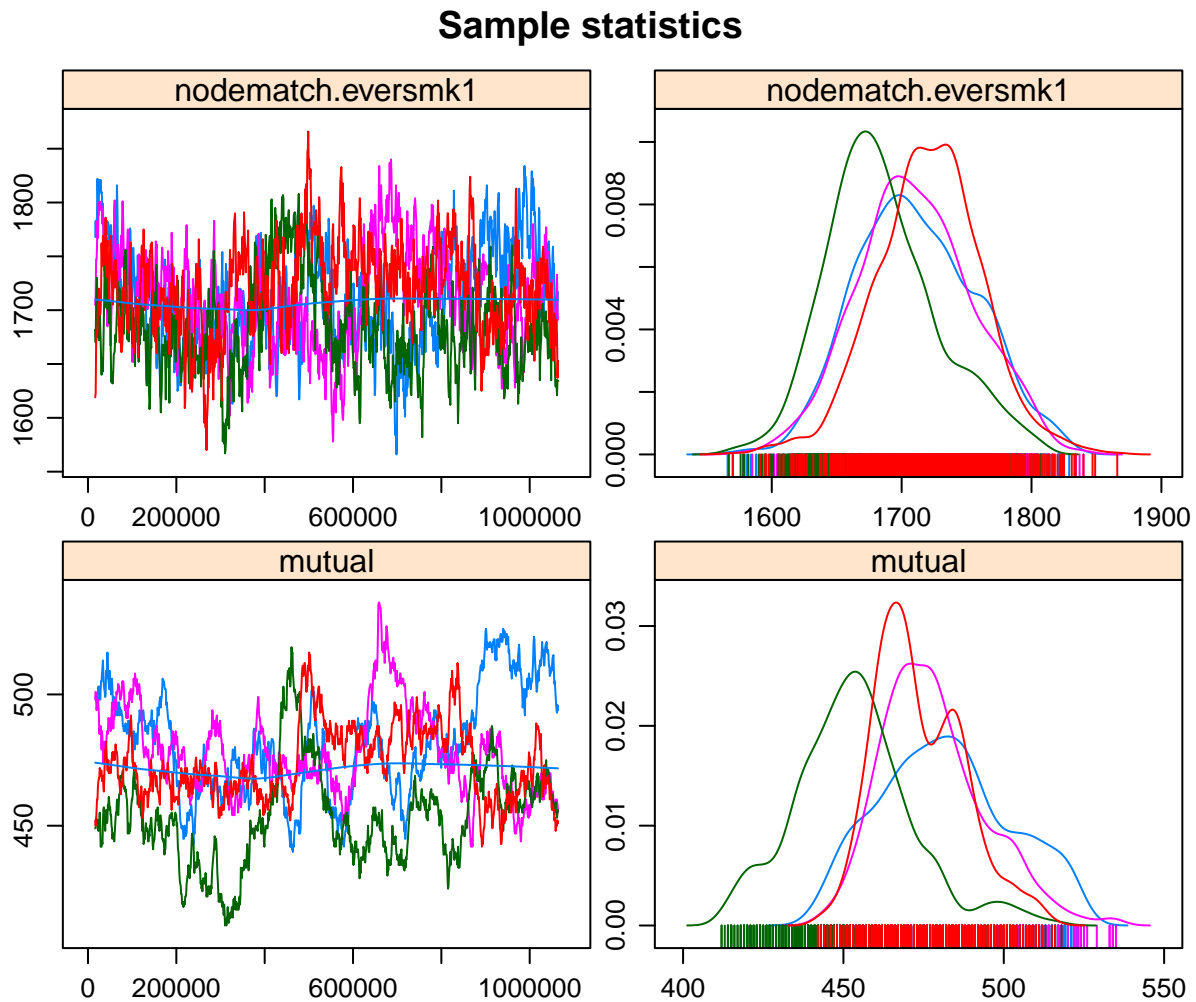 Sample statistics
nodematch.eversmk1
nodematch.eversmk1
1600 1700 1800
0 200000 600000 1000000
0.000 0.004 0.008
1600 1700 1800 1900
mutual
mutual
450 500
0 200000 600000 1000000
0.00 0.01 0.02 0.03
400 450 500 550